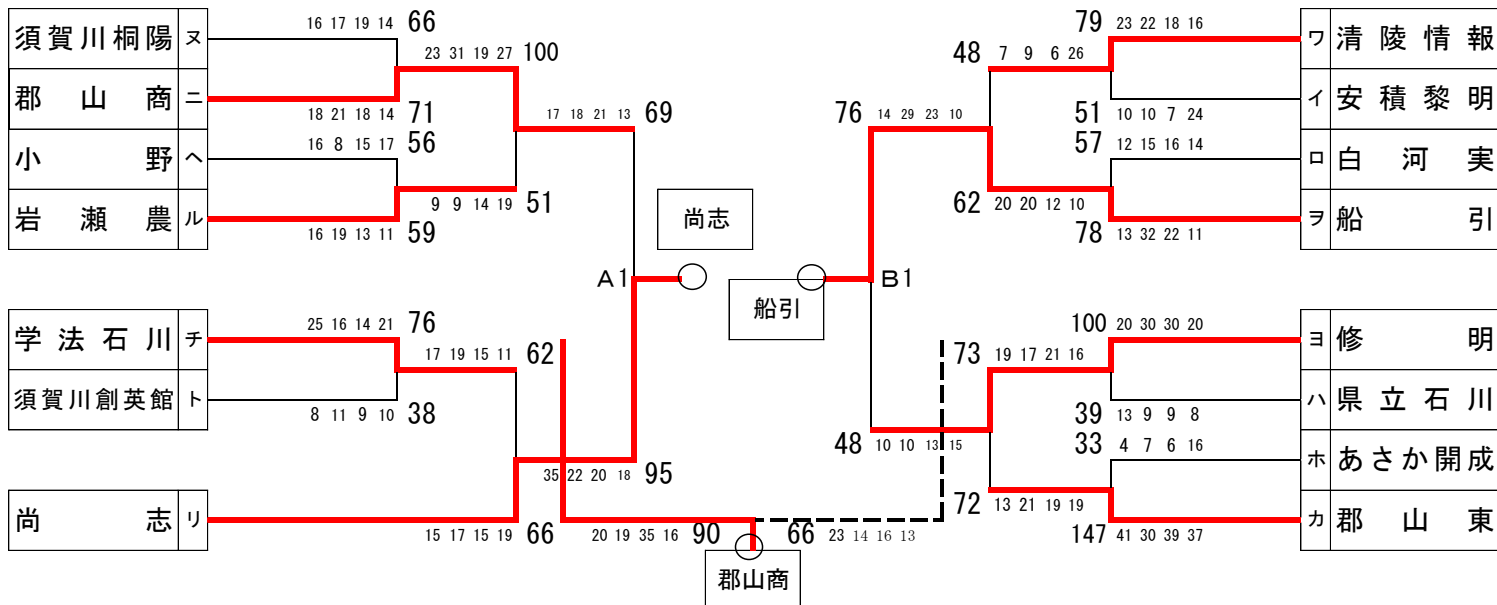 須賀川桐陽 ヌ 16 17 19 14 66
23 31 19 27 100
郡山商 ニ 18 21 18 14 71
17 18 21 13 69
小野 ヘ 16 8 15 17 56
9 9 14 19 51
岩瀬農 ル 16 19 13 11 59
尚志
A1
学法石川 チ 25 16 14 21 76
17 19 15 11 62
須賀川創英館 ト 8 11 9 10 38
35 22 20 18 95
尚志 リ 15 17 15 19 66
20 19 35 16 90
郡山商
66 23 14 16 13
79 23 22 18 16 ワ 清陵情報
48 7 9 6 26
51 10 10 7 24 イ 安積黎明
76 14 29 23 10
57 12 15 16 14 ロ 白河実
62 20 20 12 10
78 13 32 22 11 ヲ 船引
船引
B1
100 20 30 30 20 ヨ 修明
73 19 17 21 16
39 13 9 9 8 ハ 県立石川
48 10 10 13 15
33 4 7 6 16 ホ あさか開成
72 13 21 19 19
147 41 30 39 37 カ 郡山東